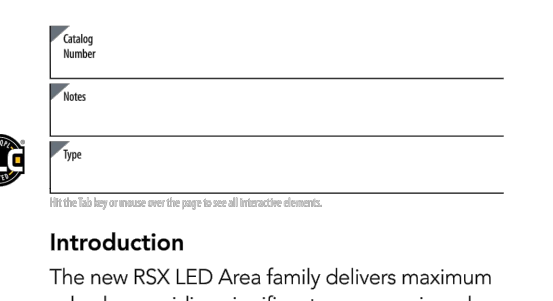 Catalog
Number
Notes
Type
Hit the Tab key or mouse over the page to see all interactive elements.
Introduction
The new RSX LED Area family delivers maximum